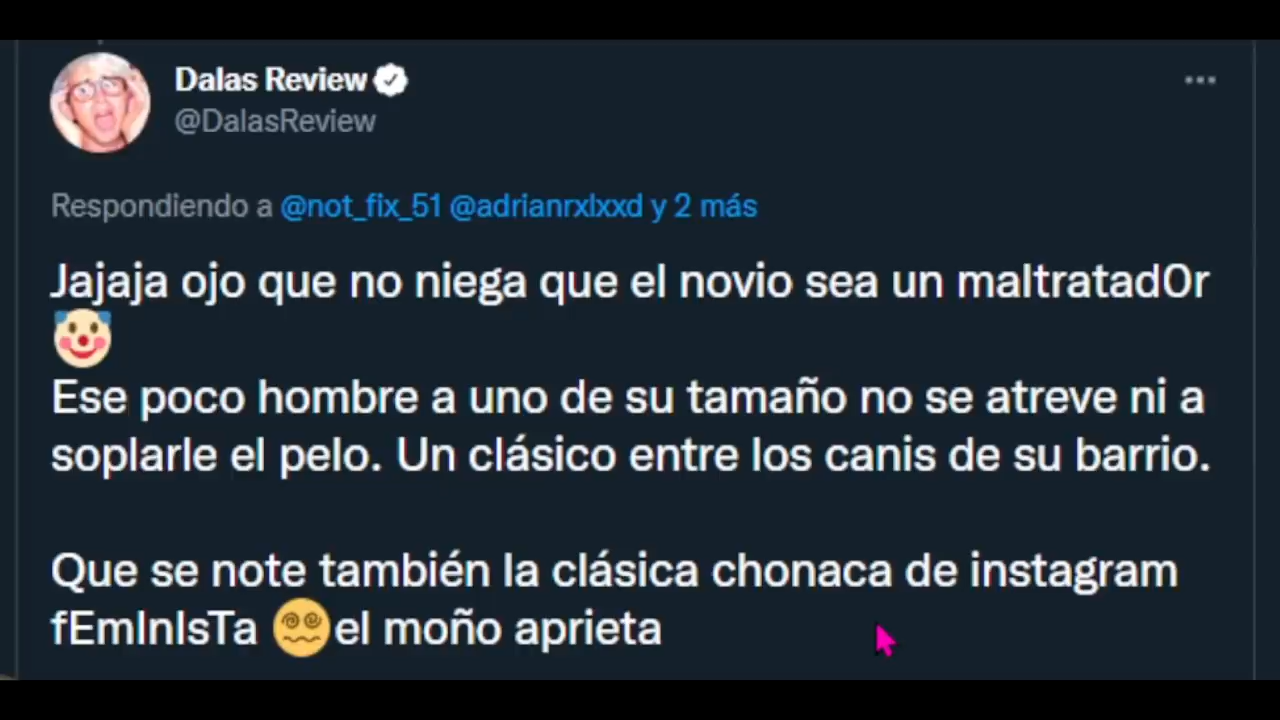 Dalas Review
@DalasReview
Respondiendo a @not_fix_51 @adrianrxlxxd y 2 más
Jajaja ojo que no niega que el novio sea un maltratad0r
🤡
Ese poco hombre a uno de su tamaño no se atreve ni a
soplarle el pelo. Un clásico entre los canis de su barrio.
Que se note también la clásica chonaca de instagram
fEmInIsTa 😵‍💫el moño aprieta